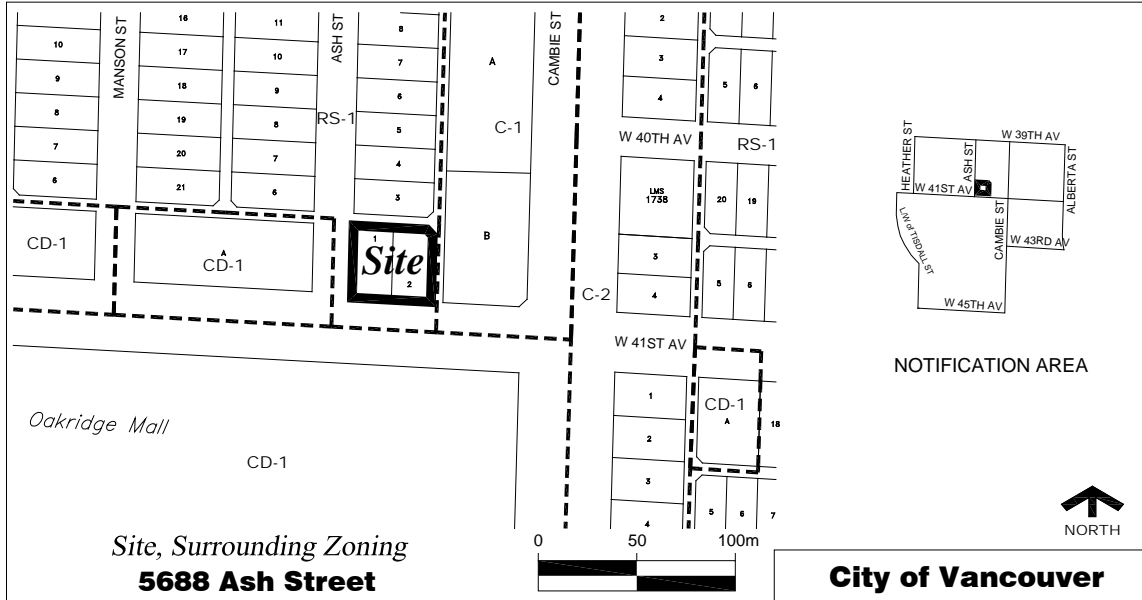 MANSON ST
ASH ST
CAMBIE ST
10
9
8
7
6
16
17
18
19
20
21
11
10
9
8
7
6
RS-1
8
7
6
5
4
3
A
C-1
B
2
3
4
5
6
W 40TH AV
RS-1
LMS
1738
20
19
3
4
5
6
CD-1
A
CD-1
1
Site
2
C-2
W 41ST AV
1
2
3
4
CD-1
A
18
5
6
7
Oakridge Mall
CD-1
HEATHER ST
ASH ST
W 39TH AV
W 41ST AV
ALBERTA ST
CAMBIE ST
W 43RD AV
L/W of TISDALL ST
W 45TH AV
NOTIFICATION AREA
NORTH
Site, Surrounding Zoning
5688 Ash Street
0 50 100m
City of Vancouver